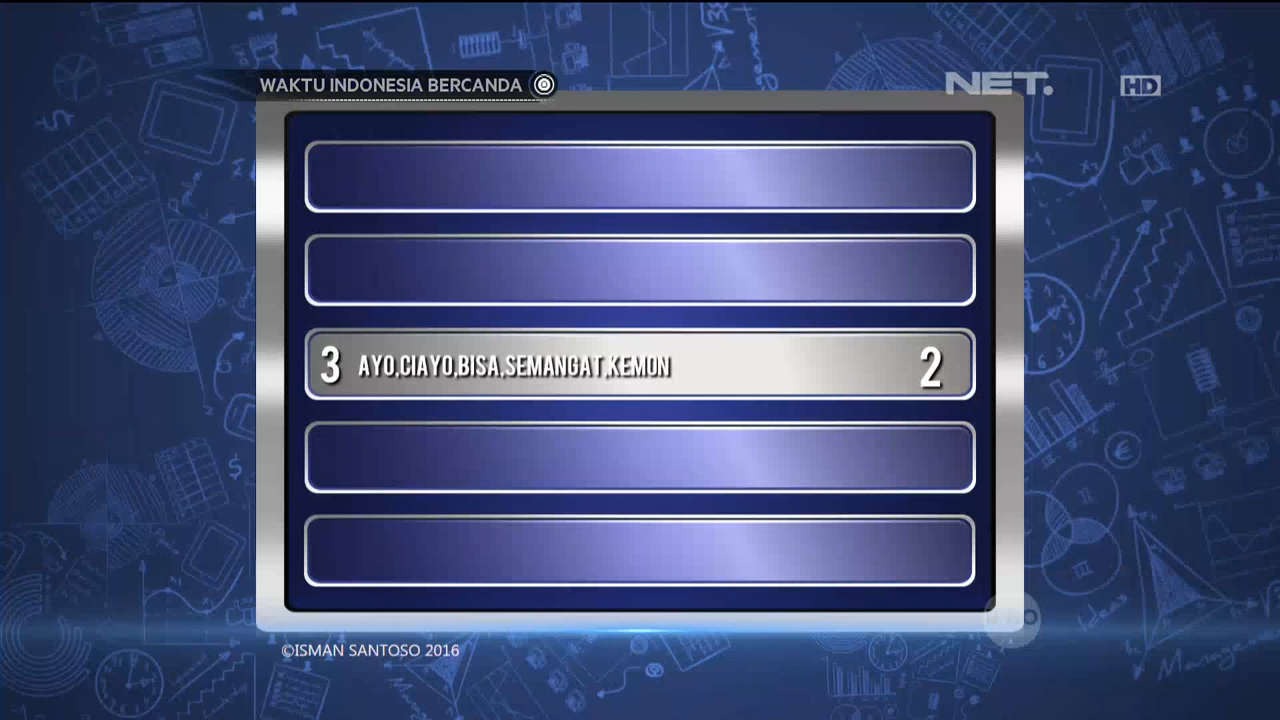 WAKTU INDONESIA BERCANDA
NET.
HD
3 AYO,CIAYO,BISA,SEMANGAT,KEMON 2
©ISMAN SANTOSO 2016